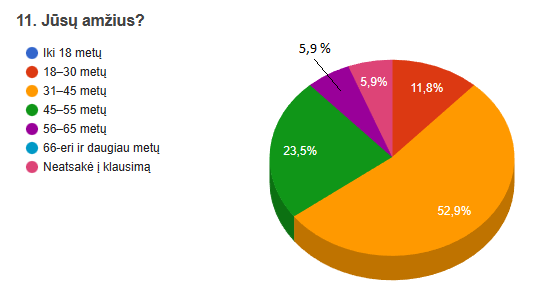 11. Jūsų amžius?
Iki 18 metų
18–30 metų
31–45 metų
45–55 metų
56–65 metų
66-eri ir daugiau metų
Neatsakė į klausimą
5,9 %
5,9%
11,8%
23,5%
52,9%